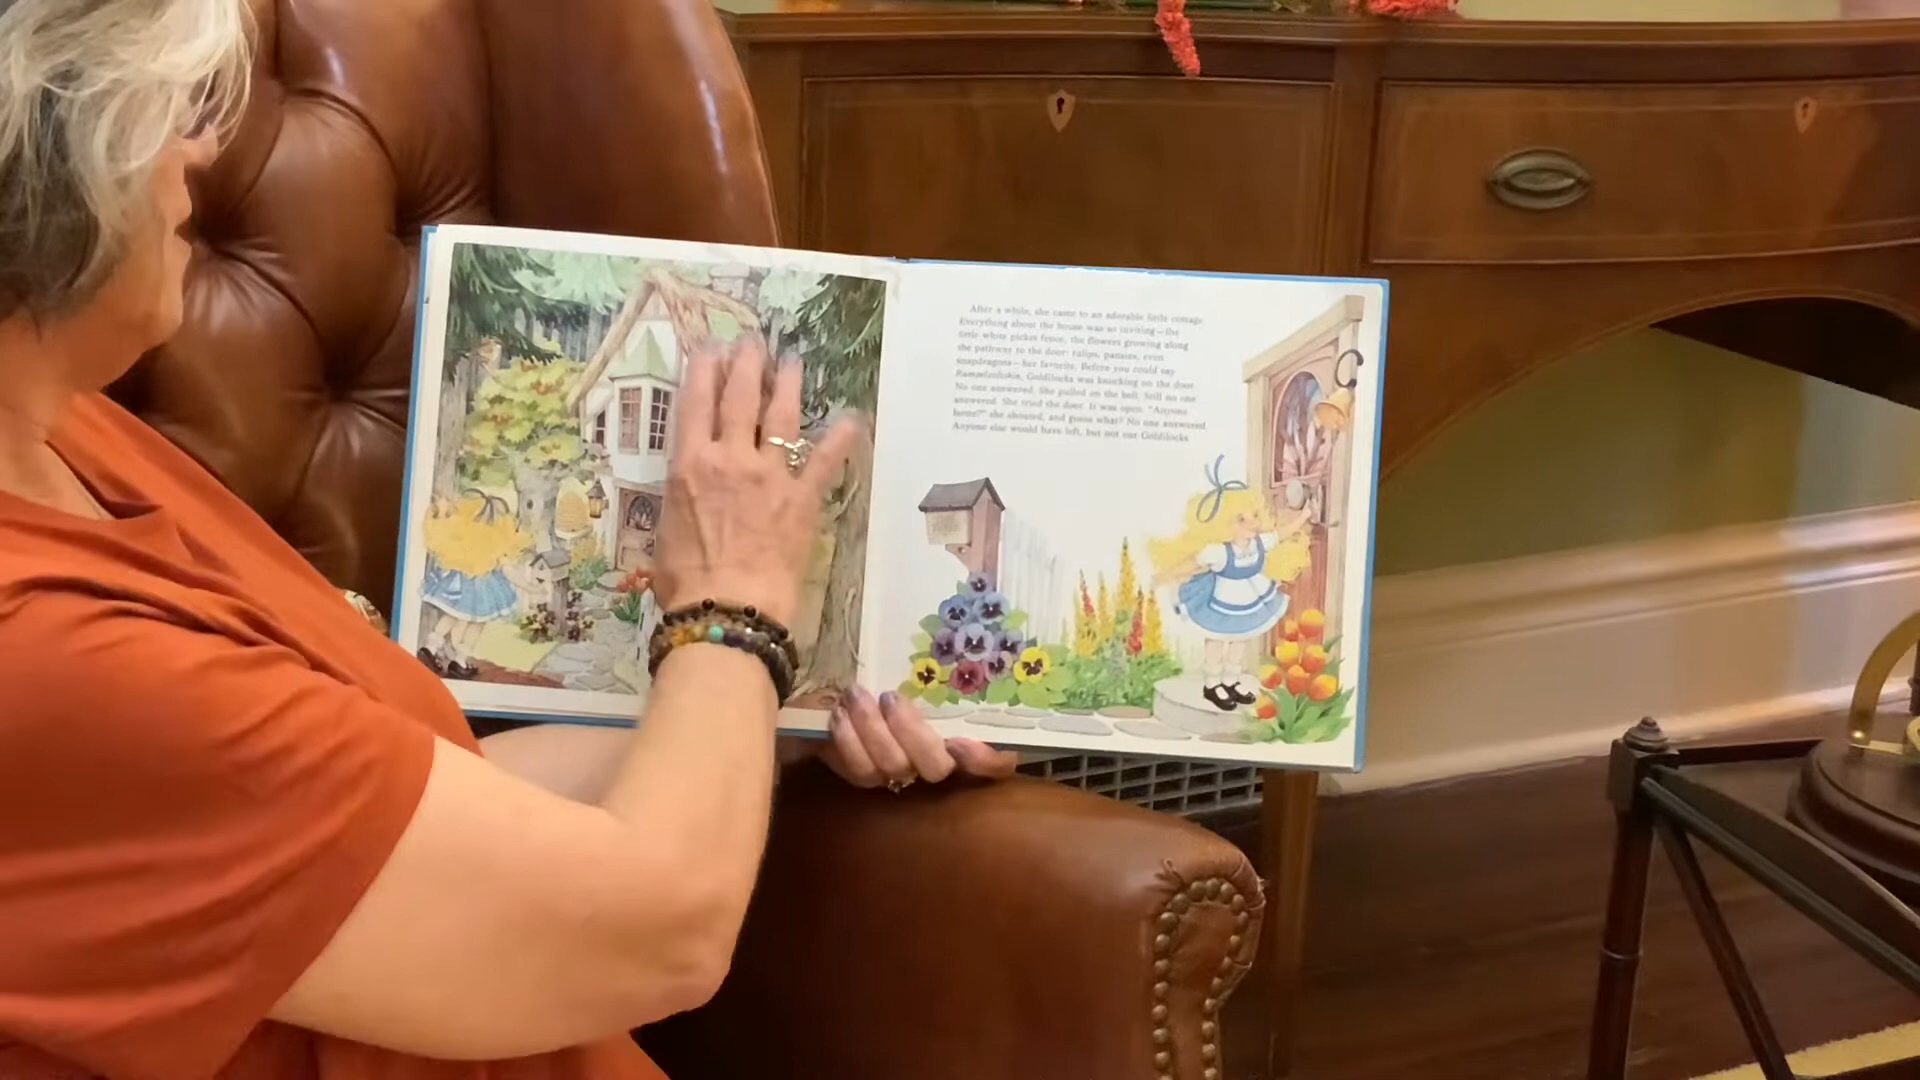 After a while, she came to an adorable little cottage.
Everything about the house was so inviting—the
little white picket fence, the flowers growing along
the pathway to the door: tulips, pansies, even
snapdragons—her favorite. Before you could say
Rumpelstilskin, Goldilocks was knocking on the door.
No one answered. She pulled on the bell. Still no one
answered. She tried the door. It was open. "Anyone
home?" she shouted, and guess what? No one answered.
Anyone else would have left, but not our Goldilocks.